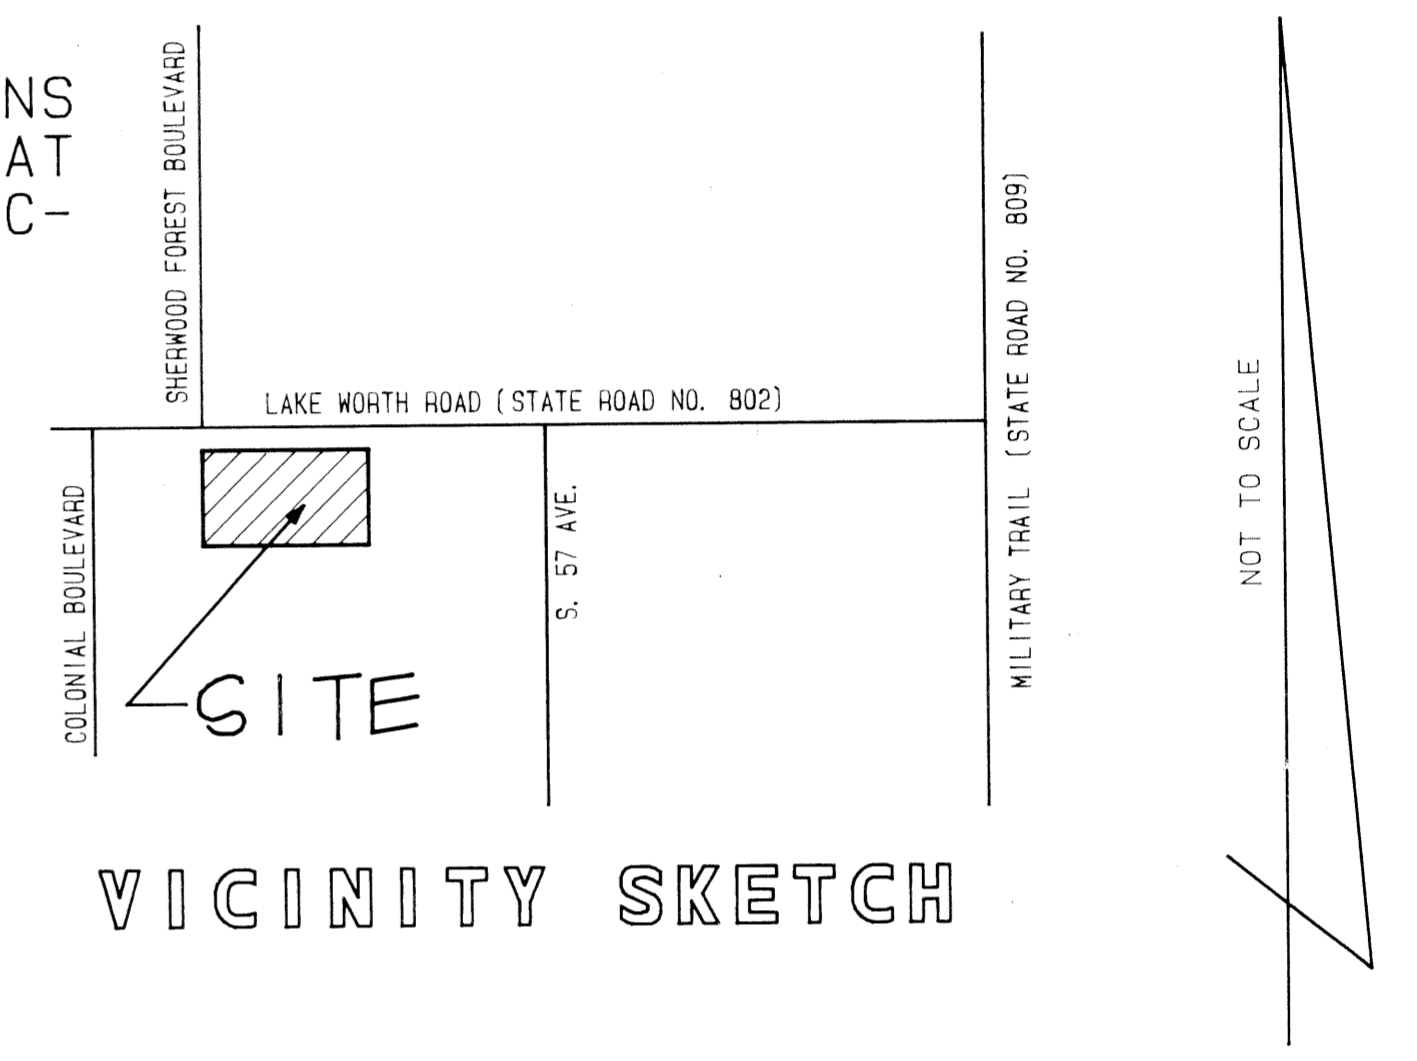 NS
AT
C-
SHERWOOD FOREST BOULEVARD
LAKE WORTH ROAD (STATE ROAD NO. 802)
MILITARY TRAIL (STATE ROAD NO. 809)
COLONIAL BOULEVARD
S. 57 AVE.
SITE
NOT TO SCALE
VICINITY SKETCH